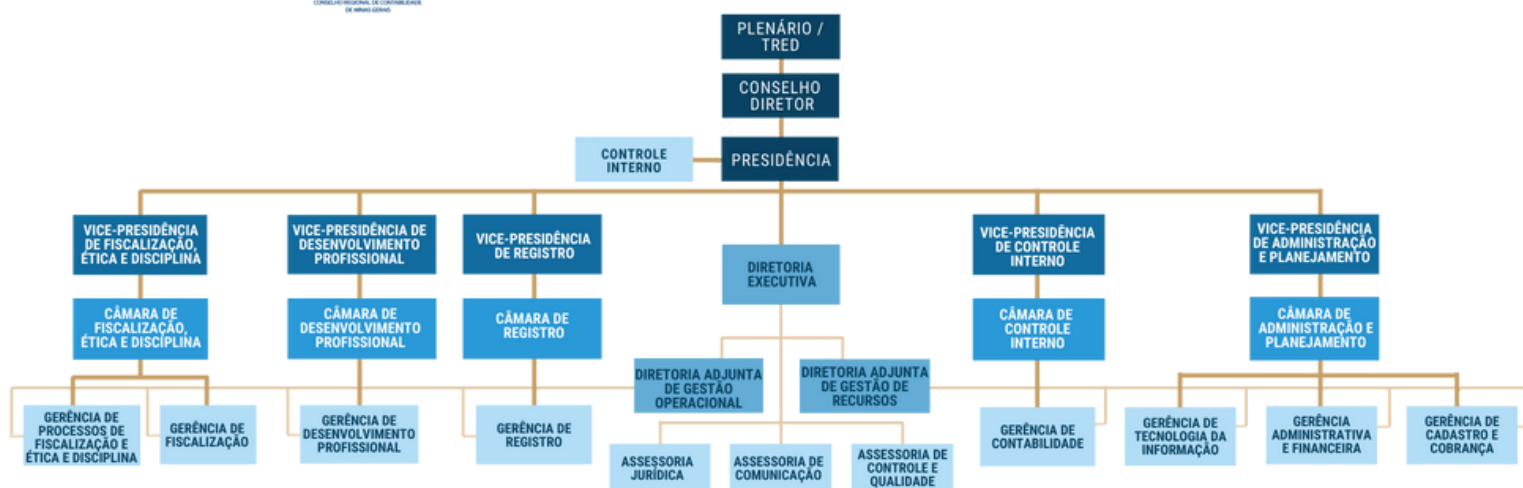 CONSELHO REGIONAL DE CONTABILIDADE
DE MINAS GERAIS
PLENÁRIO /
TRED
CONSELHO
DIRETOR
CONTROLE
INTERNO
PRESIDÊNCIA
VICE-PRESIDÊNCIA
DE FISCALIZAÇÃO,
ÉTICA E DISCIPLINA
VICE-PRESIDÊNCIA DE
DESENVOLVIMENTO
PROFISSIONAL
VICE-PRESIDÊNCIA
DE REGISTRO
DIRETORIA
EXECUTIVA
VICE-PRESIDÊNCIA
DE CONTROLE
INTERNO
VICE-PRESIDÊNCIA
DE ADMINISTRAÇÃO
E PLANEJAMENTO
CÂMARA DE
FISCALIZAÇÃO,
ÉTICA E DISCIPLINA
CÂMARA DE
DESENVOLVIMENTO
PROFISSIONAL
CÂMARA DE
REGISTRO
CÂMARA DE
CONTROLE
INTERNO
CÂMARA DE
ADMINISTRAÇÃO E
PLANEJAMENTO
DIRETORIA ADJUNTA
DE GESTÃO
OPERACIONAL
DIRETORIA ADJUNTA
DE GESTÃO DE
RECURSOS
GERÊNCIA DE
PROCESSOS DE
FISCALIZAÇÃO E
ÉTICA E DISCIPLINA
GERÊNCIA DE
FISCALIZAÇÃO
GERÊNCIA DE
DESENVOLVIMENTO
PROFISSIONAL
GERÊNCIA DE
REGISTRO
ASSESSORIA
JURÍDICA
ASSESSORIA DE
COMUNICAÇÃO
ASSESSORIA DE
CONTROLE E
QUALIDADE
GERÊNCIA DE
CONTABILIDADE
GERÊNCIA DE
TECNOLOGIA DA
INFORMAÇÃO
GERÊNCIA
ADMINISTRATIVA
E FINANCEIRA
GERÊNCIA DE
CADASTRO E
COBRANÇA